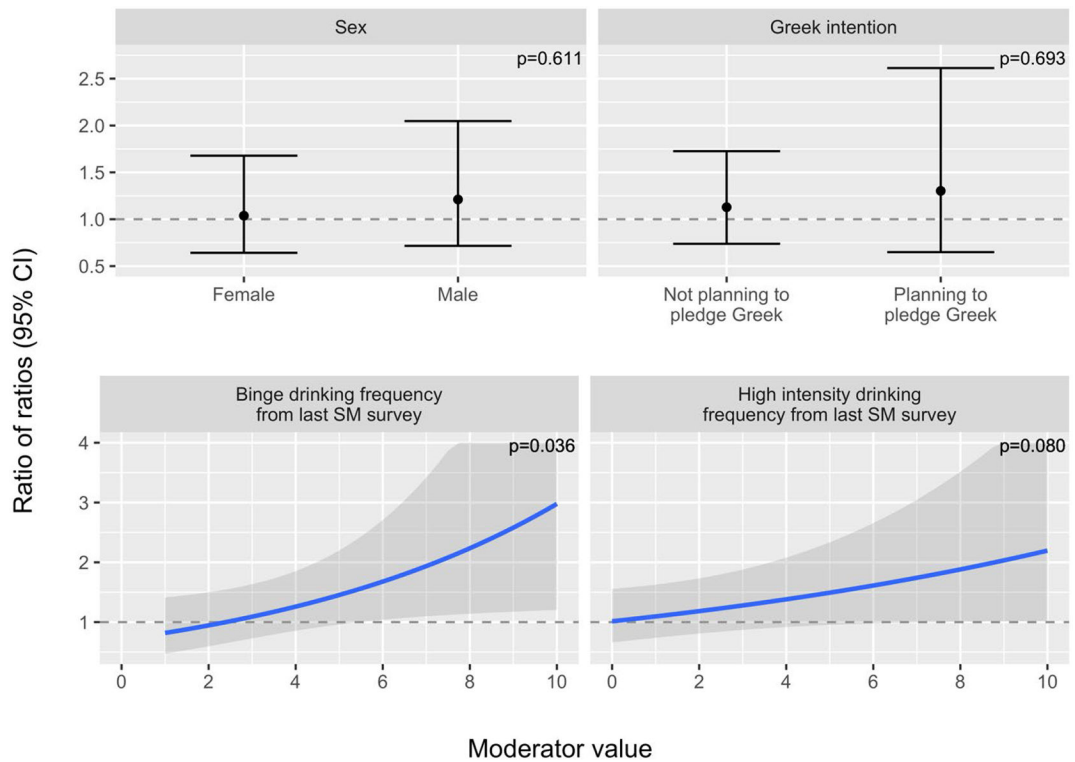 Sex
Greek intention
p=0.611
p=0.693
2.5
2.0
1.5
1.0
0.5
Female
Male
Not planning to
pledge Greek
Planning to
pledge Greek
Ratio of ratios (95% CI)
Binge drinking frequency
from last SM survey
High intensity drinking
frequency from last SM survey
p=0.036
p=0.080
4
3
2
1
0 2 4 6 8 10
0 2 4 6 8 10
Moderator value